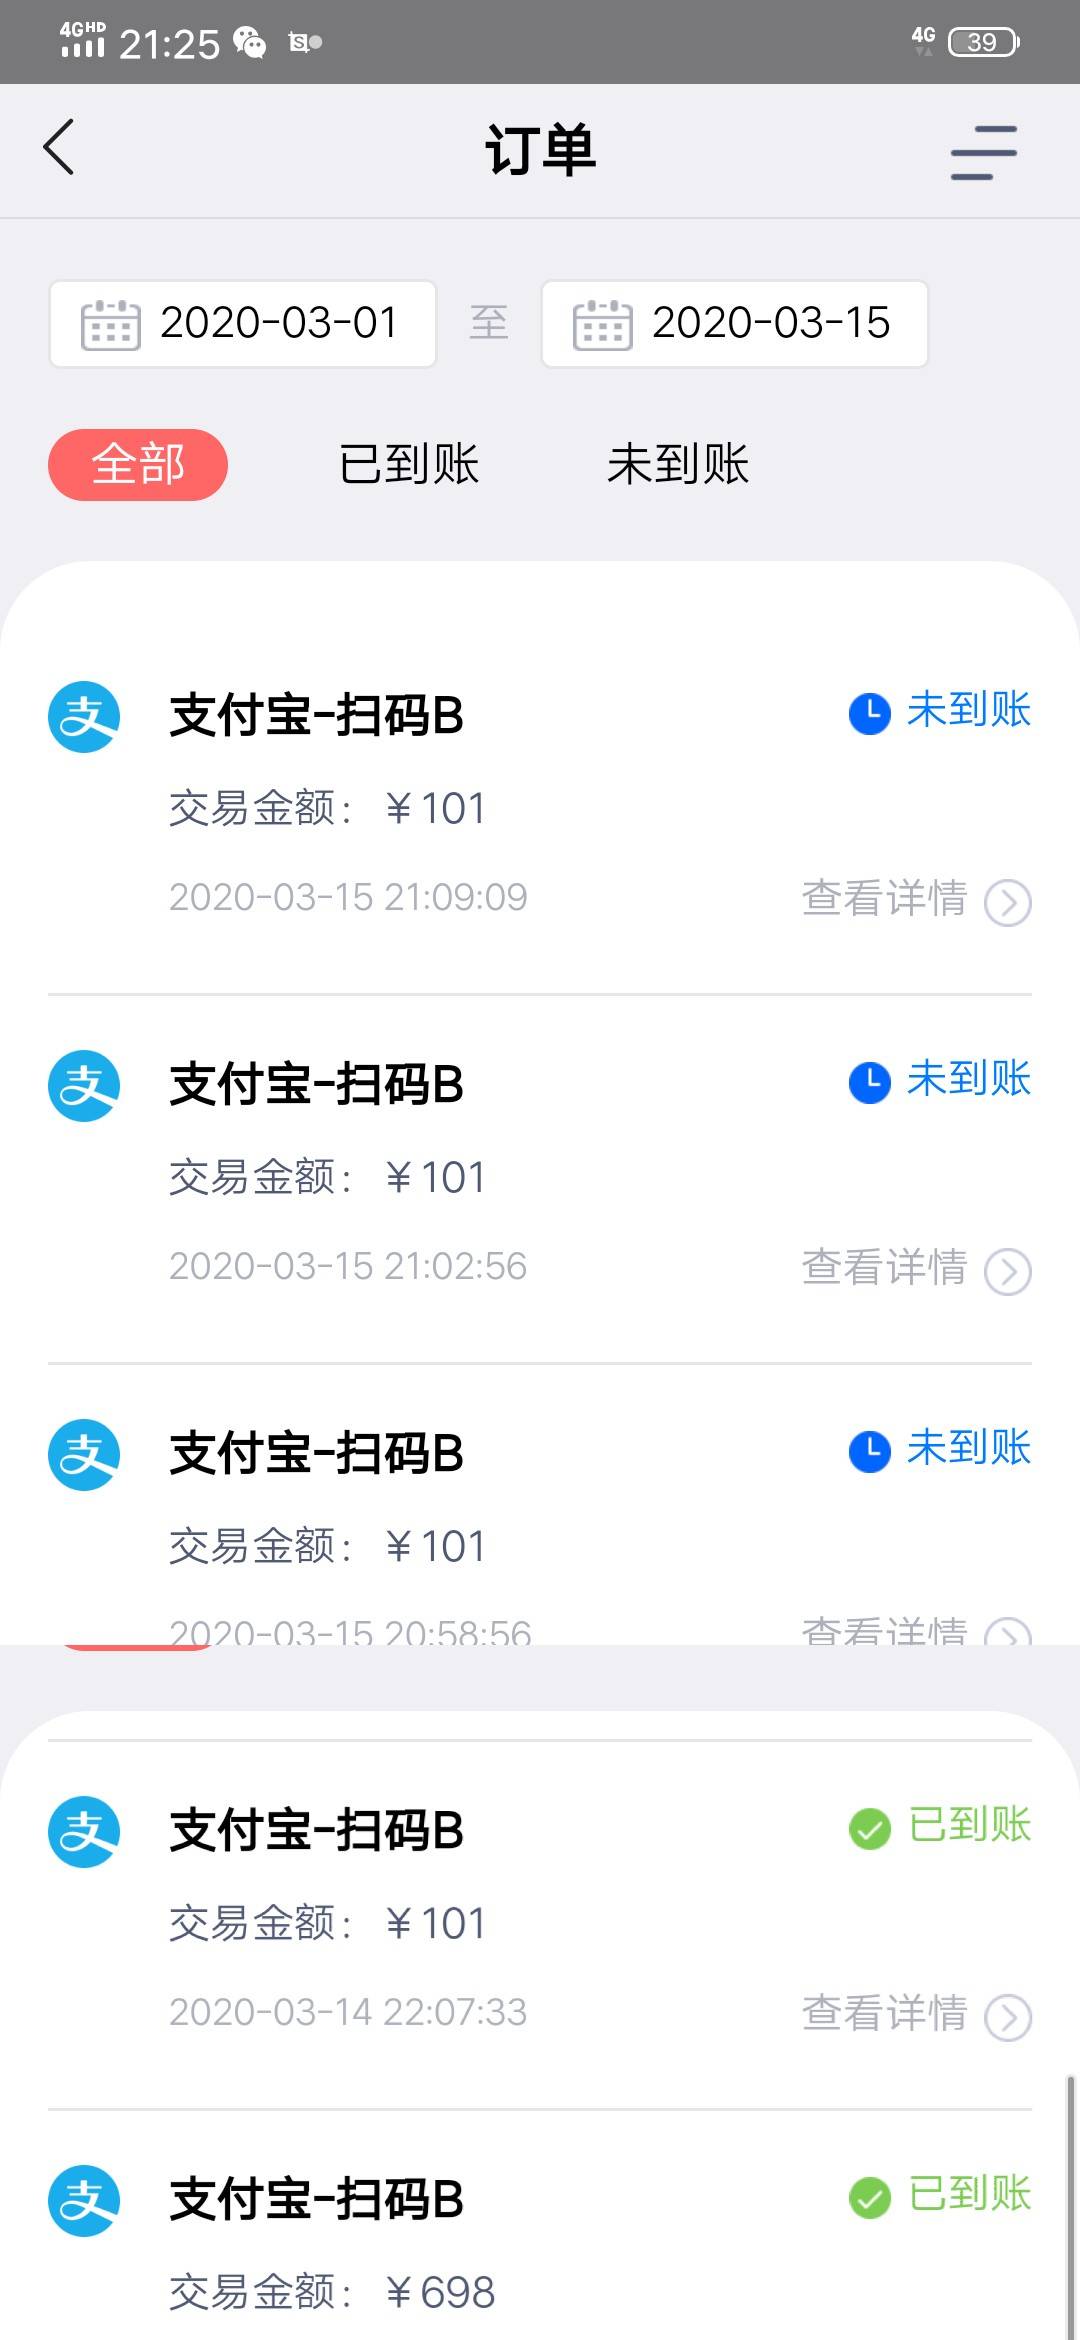 4G HD 21:25 4G 39
订单
2020-03-01 至 2020-03-15
全部 已到账 未到账
支付宝-扫码B 未到账
交易金额： ¥101
2020-03-15 21:09:09 查看详情
支付宝-扫码B 未到账
交易金额： ¥101
2020-03-15 21:02:56 查看详情
支付宝-扫码B 未到账
交易金额： ¥101
2020-03-15 20:58:56 查看详情
支付宝-扫码B 已到账
交易金额： ¥101
2020-03-14 22:07:33 查看详情
支付宝-扫码B 已到账
交易金额： ¥698